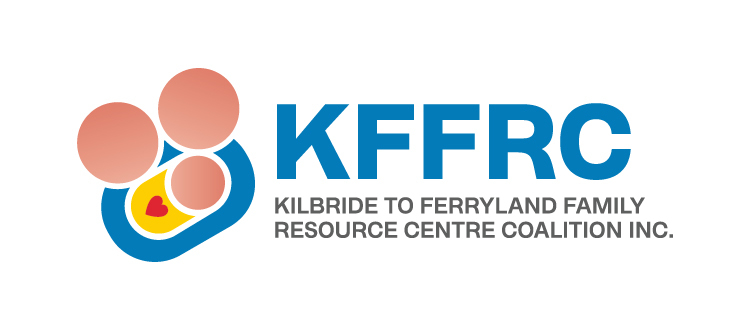 KFFRC
KILBRIDE TO FERRYLAND FAMILY
RESOURCE CENTRE COALITION INC.